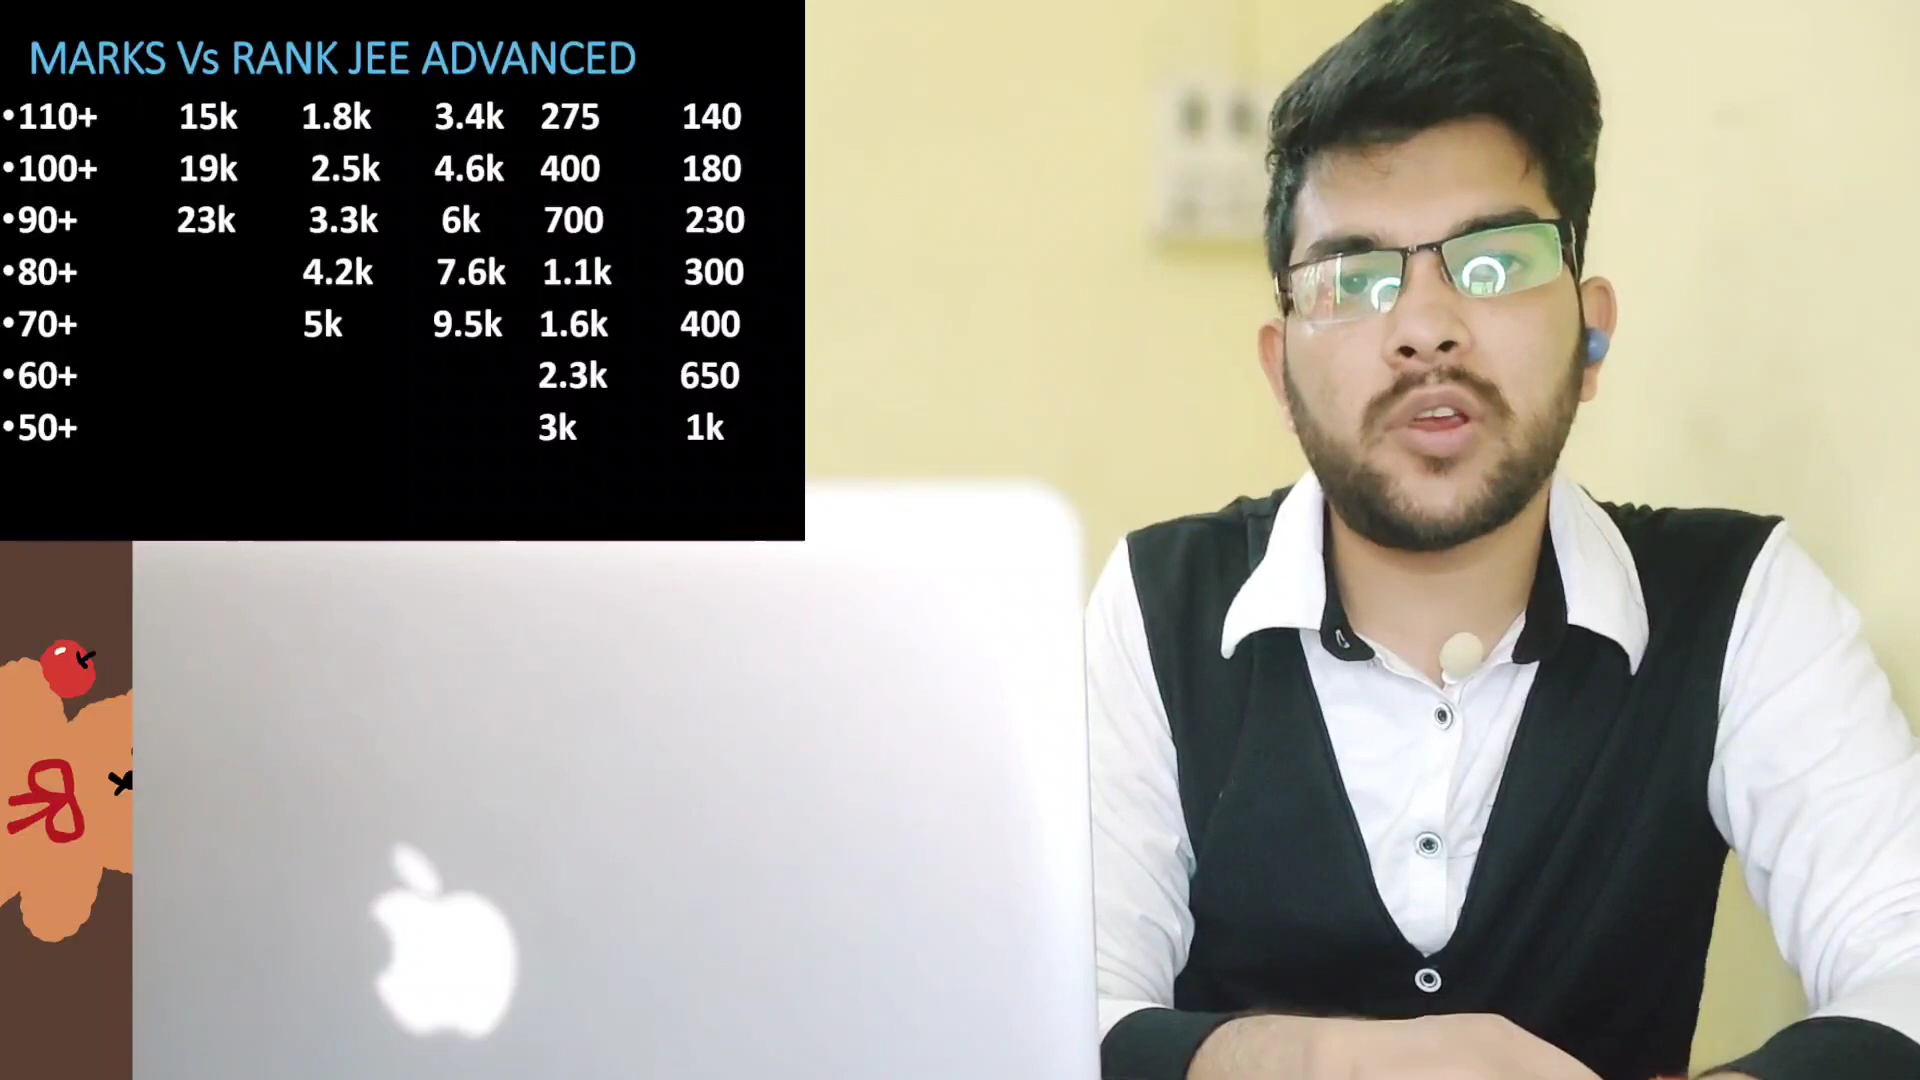 MARKS Vs RANK JEE ADVANCED
•110+ 15k 1.8k 3.4k 275 140
•100+ 19k 2.5k 4.6k 400 180
•90+ 23k 3.3k 6k 700 230
•80+ 4.2k 7.6k 1.1k 300
•70+ 5k 9.5k 1.6k 400
•60+ 2.3k 650
•50+ 3k 1k